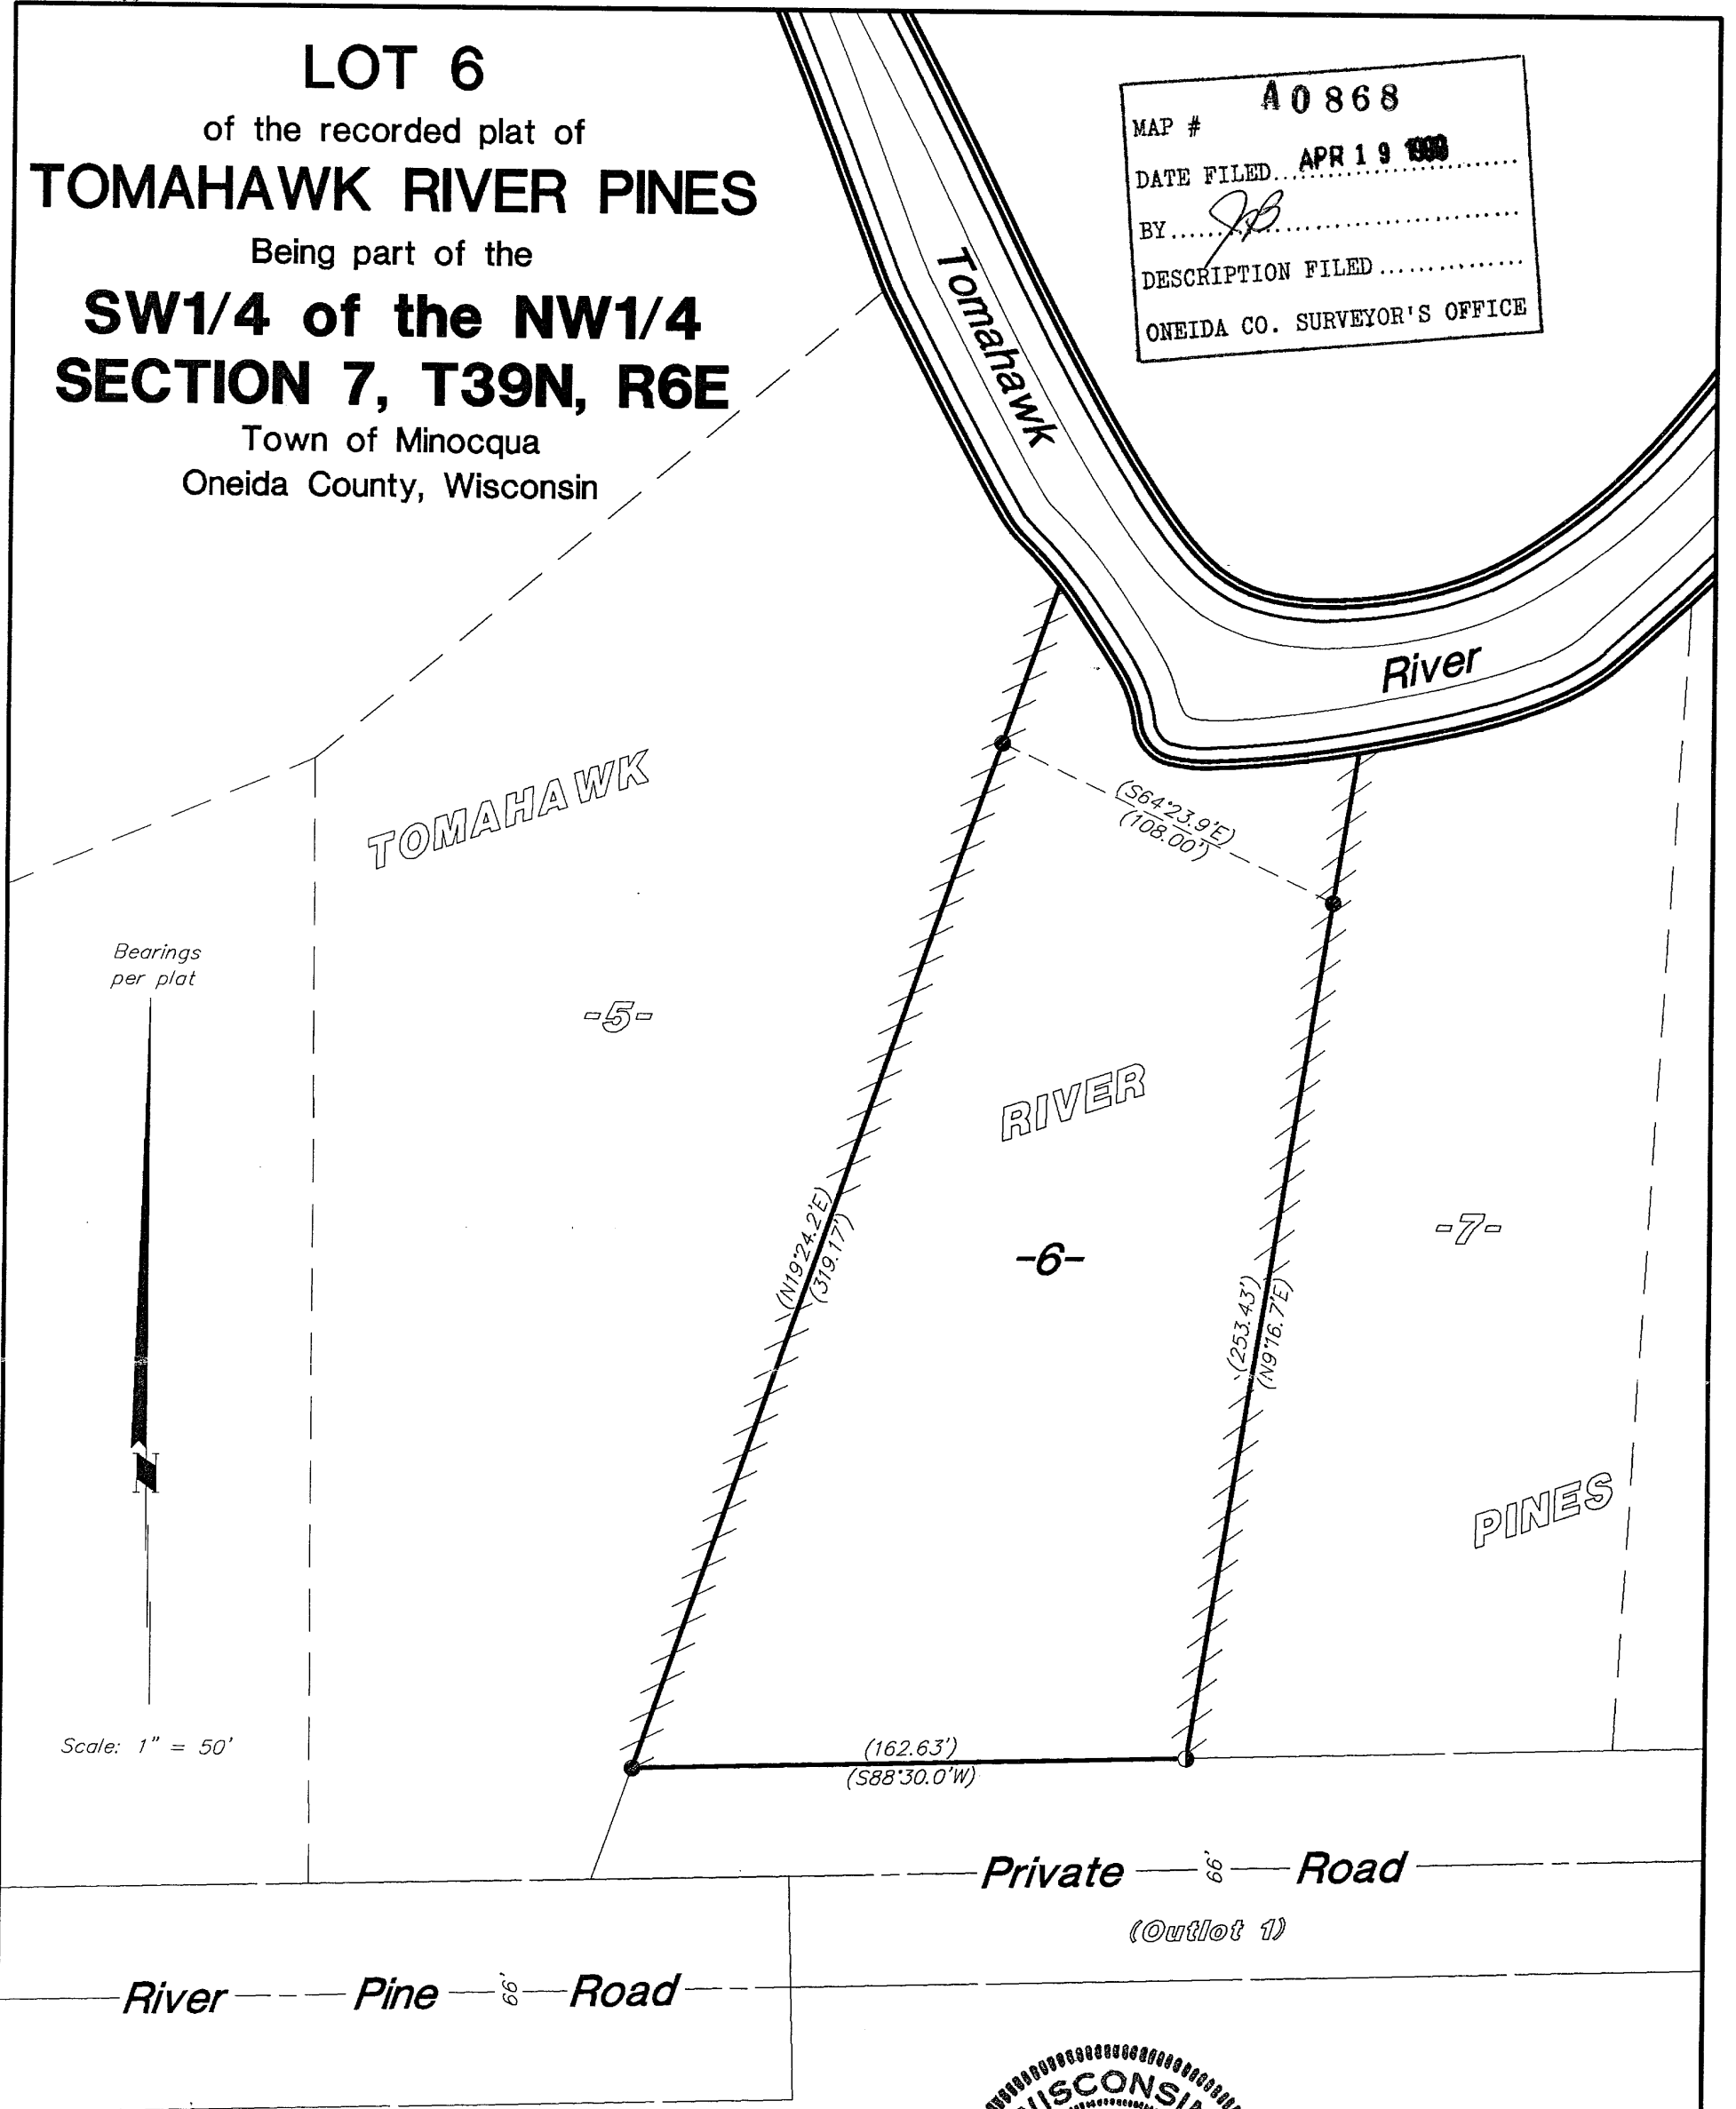 LOT 6
of the recorded plat of
TOMAHAWK RIVER PINES
Being part of the
SW1/4 of the NW1/4
SECTION 7, T39N, R6E
Town of Minocqua
Oneida County, Wisconsin
MAP # A0868
DATE FILED....APR 19
BY
DESCRIPTION FILED
ONEIDA CO. SURVEYOR'S OFFICE
Tomahawk
River
(S64°23.9'E)
(108.00')
TOMAHAWK
Bearings
per plat
-5-
RIVER
(N19°24.2'E)
(319.17')
-6-
-7-
(253.43')
(N9°16.7'E)
N
PINES
Scale: 1" = 50'
(162.63')
(S88°30.0'W)
Private 66' Road
(Outlot 1)
River Pine 66' Road
WISCONSIN